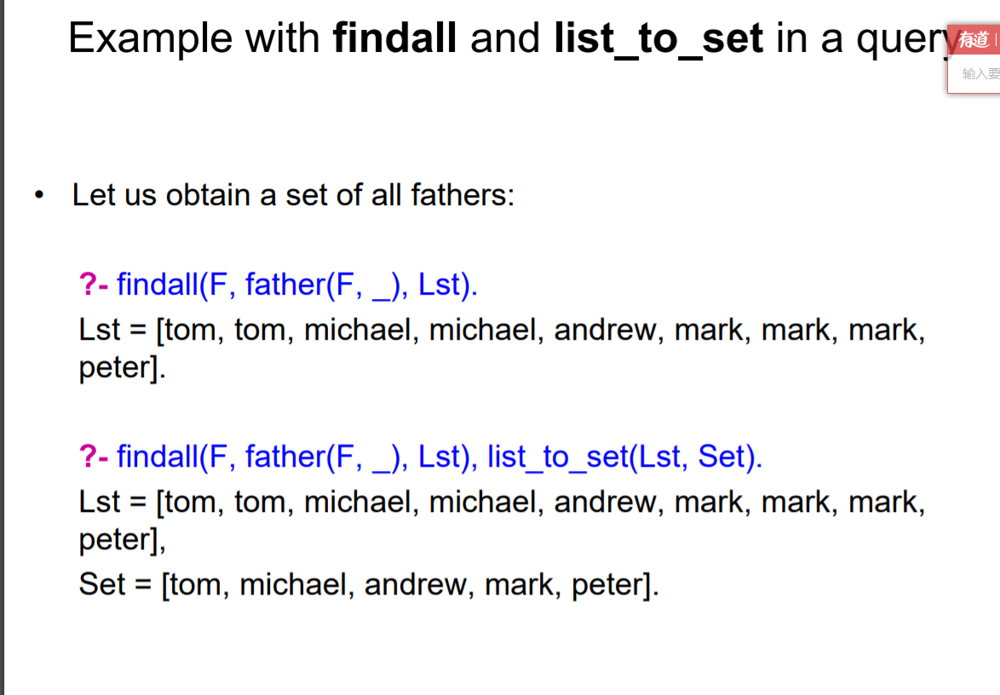 Example with findall and list_to_set in a query
有道
输入要
• Let us obtain a set of all fathers:
?- findall(F, father(F, _), Lst).
Lst = [tom, tom, michael, michael, andrew, mark, mark, mark,
peter].
?- findall(F, father(F, _), Lst), list_to_set(Lst, Set).
Lst = [tom, tom, michael, michael, andrew, mark, mark, mark,
peter],
Set = [tom, michael, andrew, mark, peter].